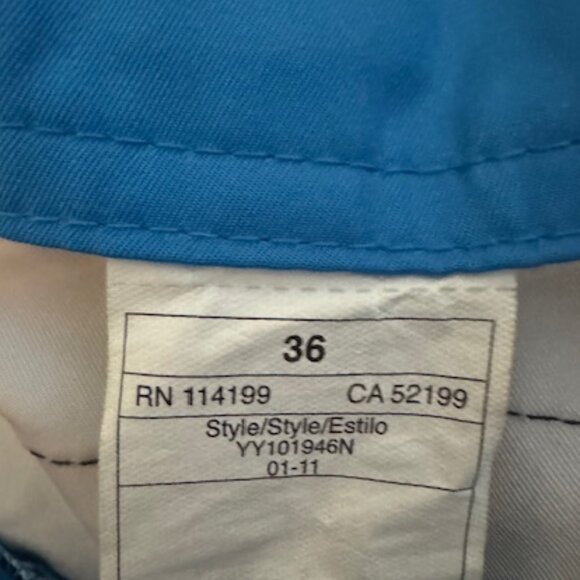 36
RN 114199 CA 52199
Style/Style/Estilo
YY101946N
01-11